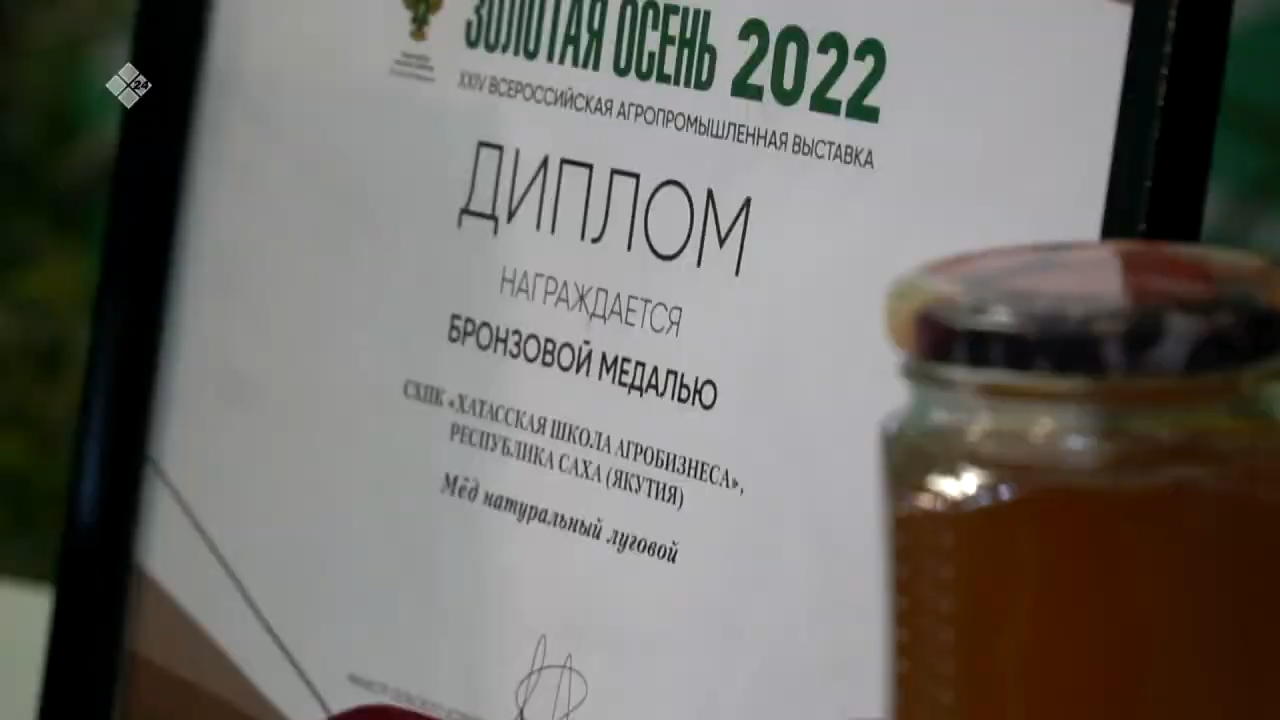 24
ЗОЛОТАЯ ОСЕНЬ 2022
XXIV ВСЕРОССИЙСКАЯ АГРОПРОМЫШЛЕННАЯ ВЫСТАВКА
ДИПЛОМ
НАГРАЖДАЕТСЯ
БРОНЗОВОЙ МЕДАЛЬЮ
СХПК «ХАТАССКАЯ ШКОЛА АГРОБИЗНЕСА»,
РЕСПУБЛИКА САХА (ЯКУТИЯ)
Мёд натуральный луговой